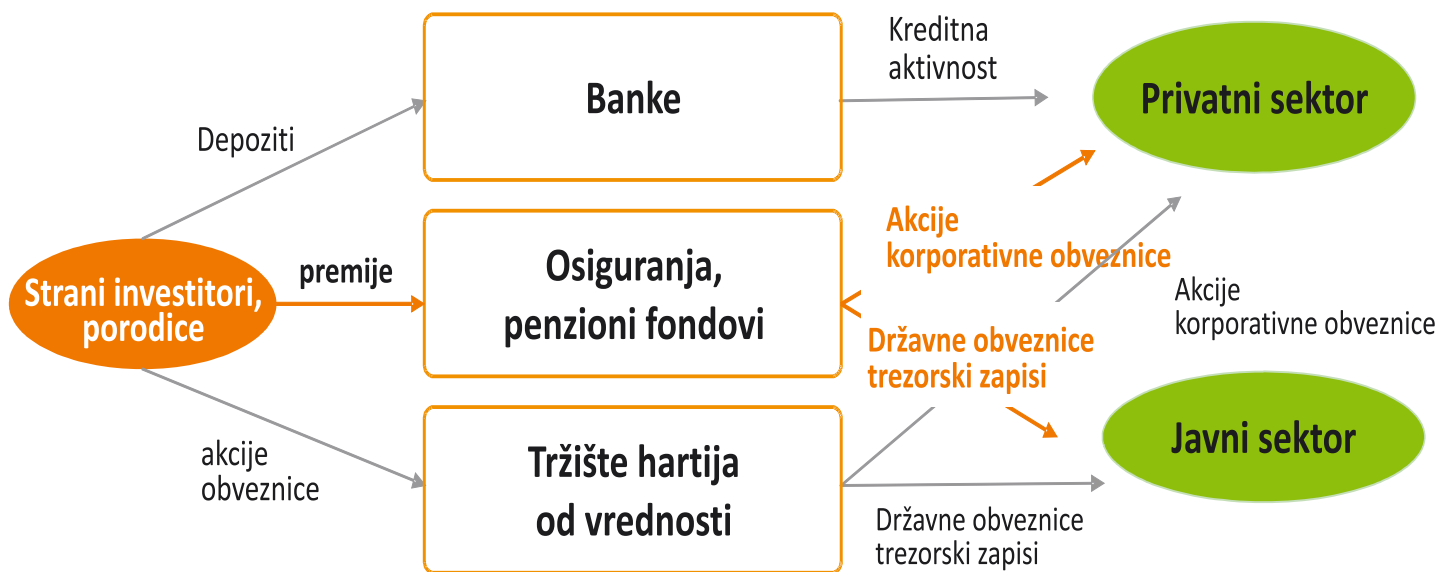 Kreditna
aktivnost
Banke
Privatni sektor
Depoziti
Akcije
korporativne obveznice
Osiguranja,
penzioni fondovi
premije
Strani investitori,
porodice
Akcije
korporativne obveznice
Državne obveznice
trezorski zapisi
Javni sektor
akcije
obveznice
Tržište hartija
od vrednosti
Državne obveznice
trezorski zapisi